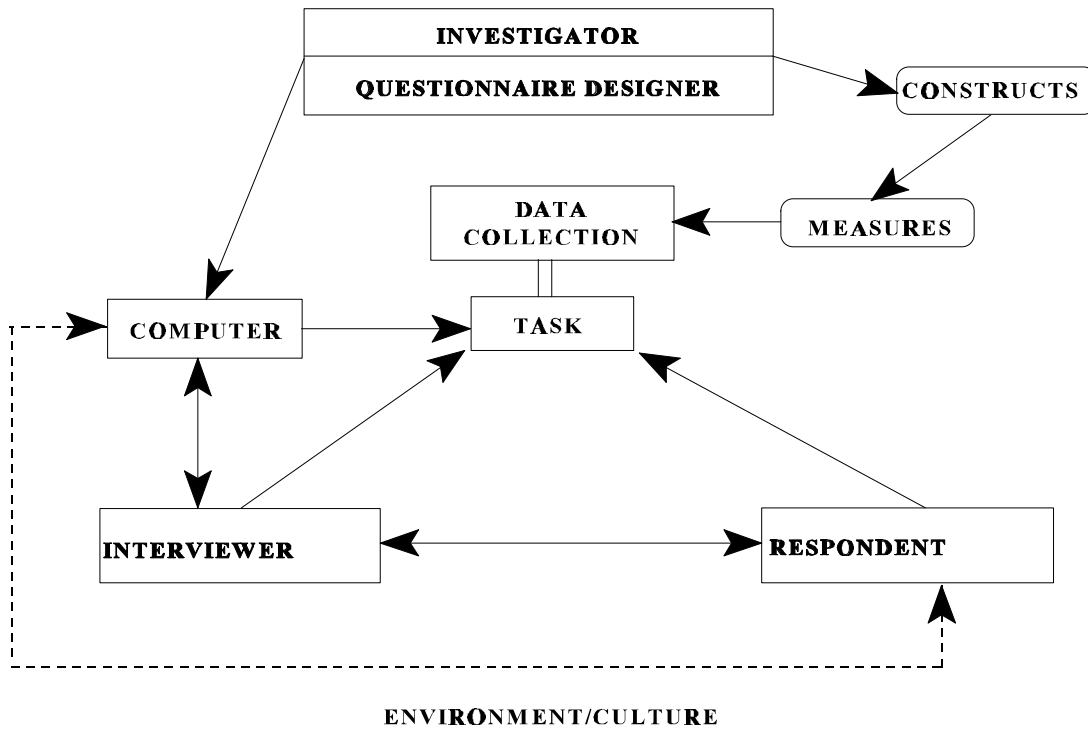 INVESTIGATOR
QUESTIONNAIRE DESIGNER
CONSTRUCTS
DATA
COLLECTION
MEASURES
COMPUTER
TASK
INTERVIEWER
RESPONDENT
ENVIRONMENT/CULTURE